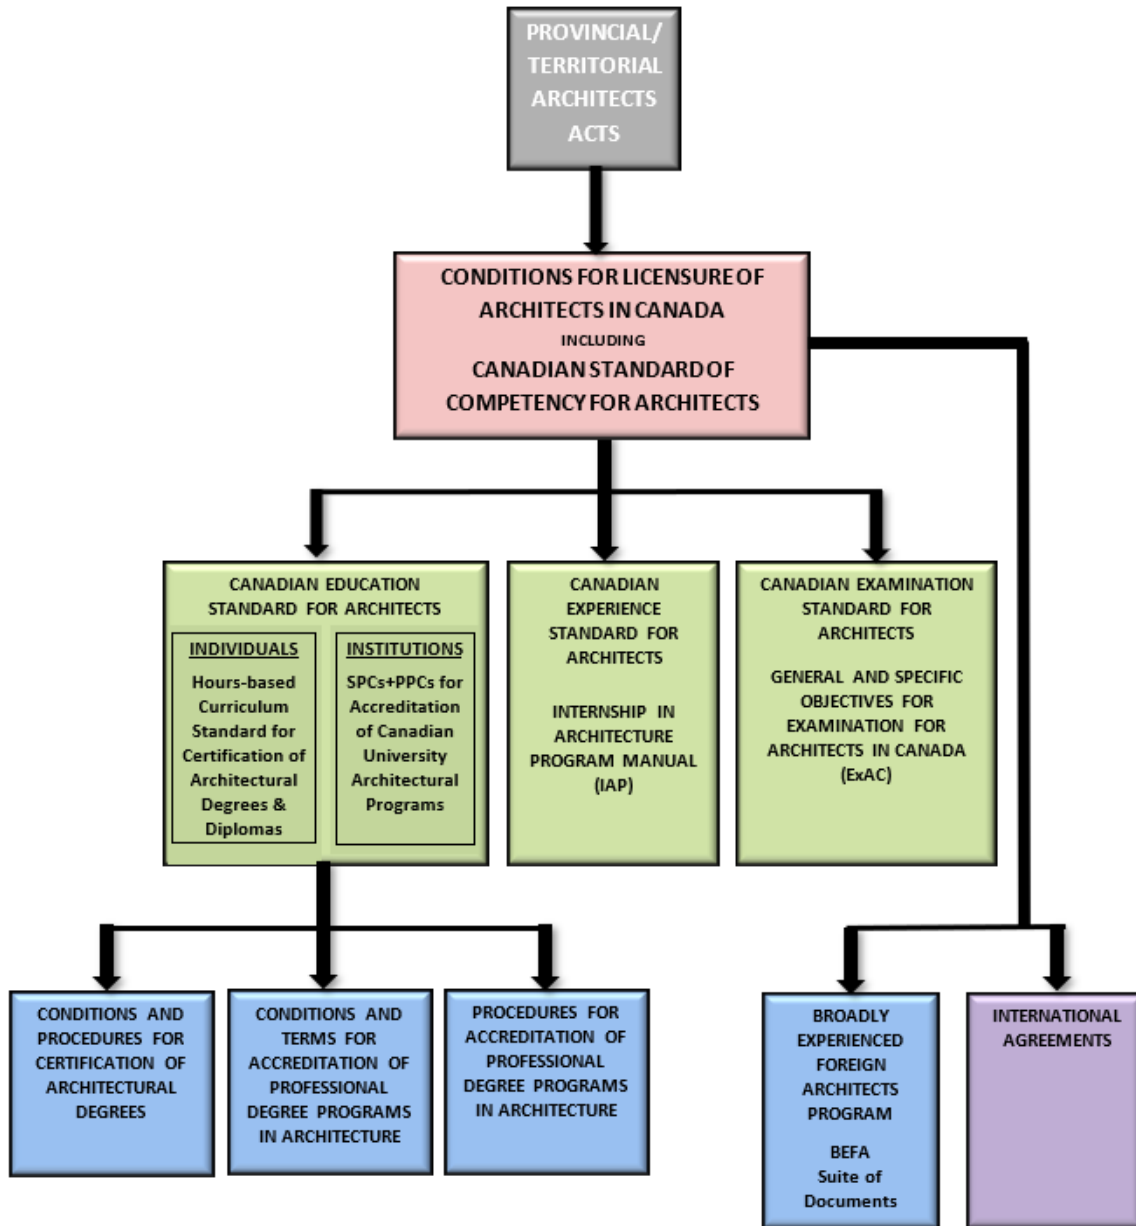 PROVINCIAL/
TERRITORIAL
ARCHITECTS
ACTS
CONDITIONS FOR LICENSURE OF
ARCHITECTS IN CANADA
INCLUDING
CANADIAN STANDARD OF
COMPETENCY FOR ARCHITECTS
CANADIAN EDUCATION
STANDARD FOR ARCHITECTS
INDIVIDUALS
Hours-based
Curriculum
Standard for
Certification of
Architectural
Degrees &
Diplomas
INSTITUTIONS
SPCs+PPCs for
Accreditation
of Canadian
University
Architectural
Programs
CANADIAN
EXPERIENCE
STANDARD FOR
ARCHITECTS
INTERNSHIP IN
ARCHITECTURE
PROGRAM MANUAL
(IAP)
CANADIAN EXAMINATION
STANDARD FOR
ARCHITECTS
GENERAL AND SPECIFIC
OBJECTIVES FOR
EXAMINATION FOR
ARCHITECTS IN CANADA
(ExAC)
CONDITIONS AND
PROCEDURES FOR
CERTIFICATION OF
ARCHITECTURAL
DEGREES
CONDITIONS AND
TERMS FOR
ACCREDITATION OF
PROFESSIONAL
DEGREE PROGRAMS
IN ARCHITECTURE
PROCEDURES FOR
ACCREDITATION OF
PROFESSIONAL
DEGREE PROGRAMS
IN ARCHITECTURE
BROADLY
EXPERIENCED
FOREIGN
ARCHITECTS
PROGRAM
BEFA
Suite of
Documents
INTERNATIONAL
AGREEMENTS